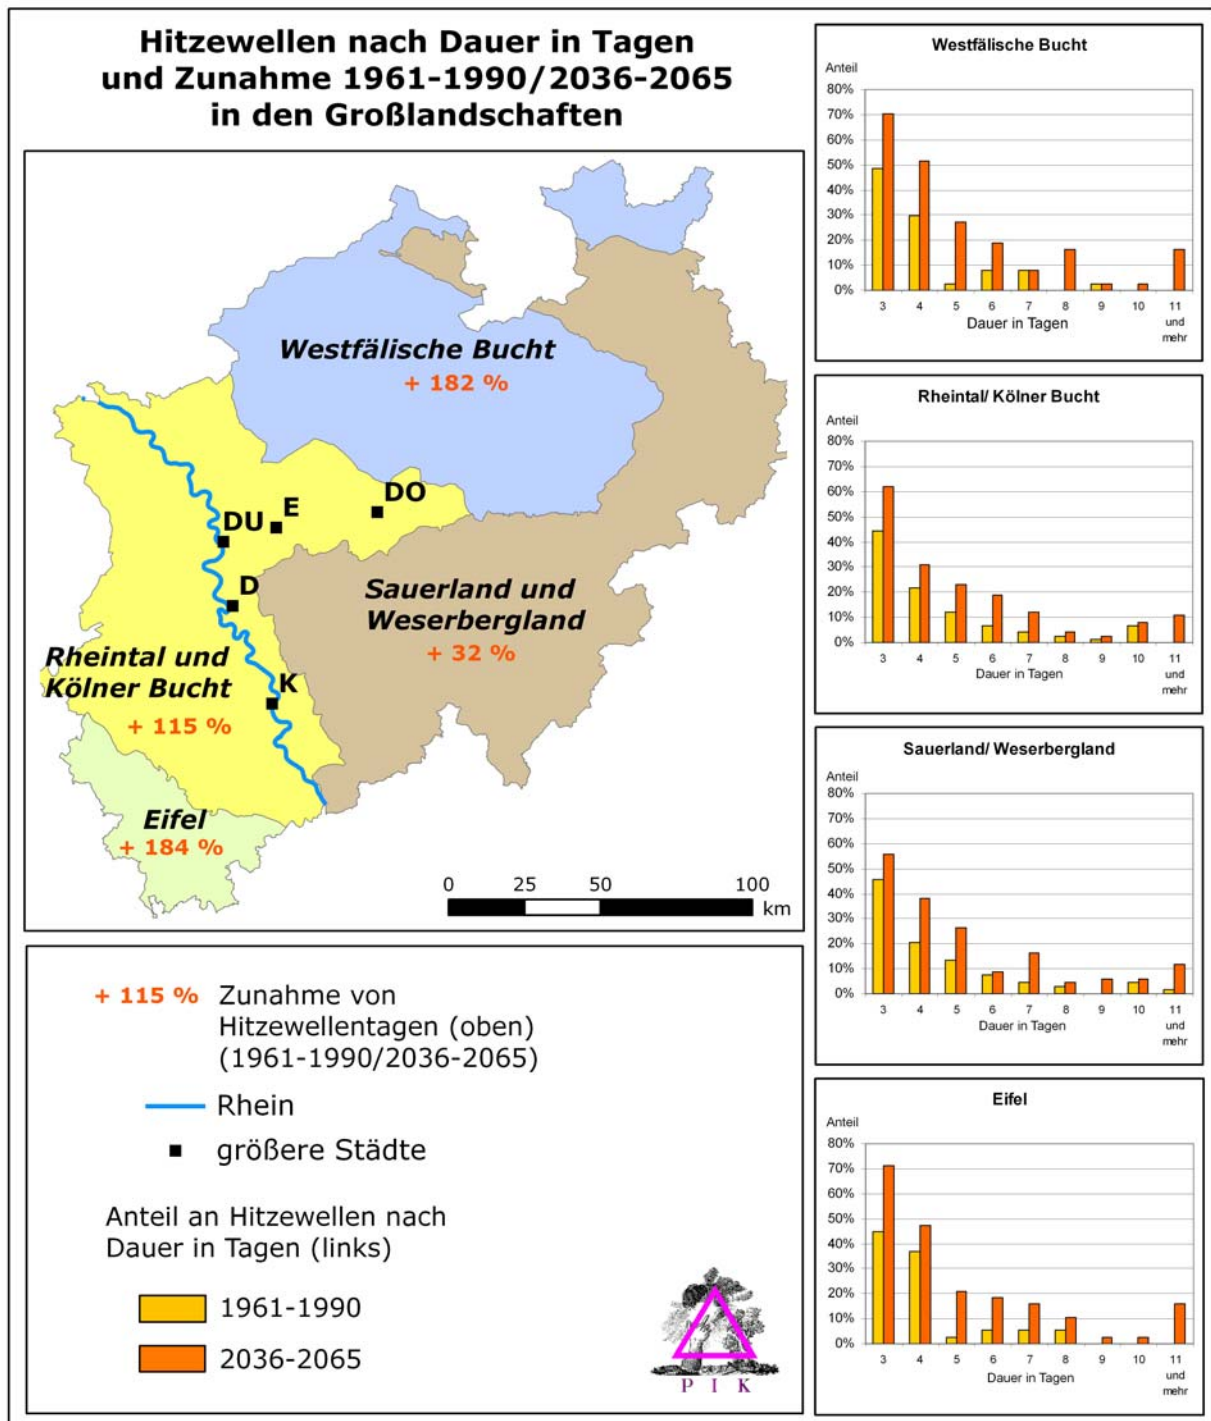 Hitzewellen nach Dauer in Tagen
und Zunahme 1961-1990/2036-2065
in den Großlandschaften
Westfälische Bucht
+ 182 %
DO
E
DU
D
Sauerland und
Weserbergland
+ 32 %
Rheintal und
Kölner Bucht
+ 115 %
K
Eifel
+ 184 %
0 25 50 100
km
+ 115 % Zunahme von
Hitzewellentagen (oben)
(1961-1990/2036-2065)
Rhein
größere Städte
Anteil an Hitzewellen nach
Dauer in Tagen (links)
1961-1990
2036-2065
P I K
Westfälische Bucht
Anteil
80%
70%
60%
50%
40%
30%
20%
10%
0%
3 4 5 6 7 8 9 10 11
und
mehr
Dauer in Tagen
Rheintal/ Kölner Bucht
Anteil
80%
70%
60%
50%
40%
30%
20%
10%
0%
3 4 5 6 7 8 9 10 11
und
mehr
Dauer in Tagen
Sauerland/ Weserbergland
Anteil
80%
70%
60%
50%
40%
30%
20%
10%
0%
3 4 5 6 7 8 9 10 11
und
mehr
Dauer in Tagen
Eifel
Anteil
80%
70%
60%
50%
40%
30%
20%
10%
0%
3 4 5 6 7 8 9 10 11
und
mehr
Dauer in Tagen